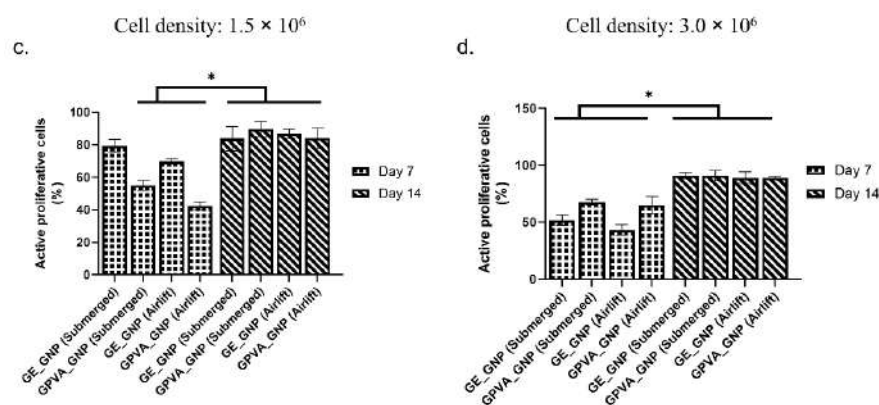 Cell density: 1.5 × 10⁶
c.
*
Active proliferative cells
(%)
100
80
60
40
20
0
Day 7
Day 14
GE_GNP (Submerged)
GPVA_GNP (Submerged)
GE_GNP (Airlift)
GPVA_GNP (Airlift)
GE_GNP (Submerged)
GPVA_GNP (Submerged)
GE_GNP (Airlift)
GPVA_GNP (Airlift)
Cell density: 3.0 × 10⁶
d.
*
Active proliferative cells
(%)
150
100
50
0
Day 7
Day 14
GE_GNP (Submerged)
GPVA_GNP (Submerged)
GE_GNP (Airlift)
GPVA_GNP (Airlift)
GE_GNP (Submerged)
GPVA_GNP (Submerged)
GE_GNP (Airlift)
GPVA_GNP (Airlift)